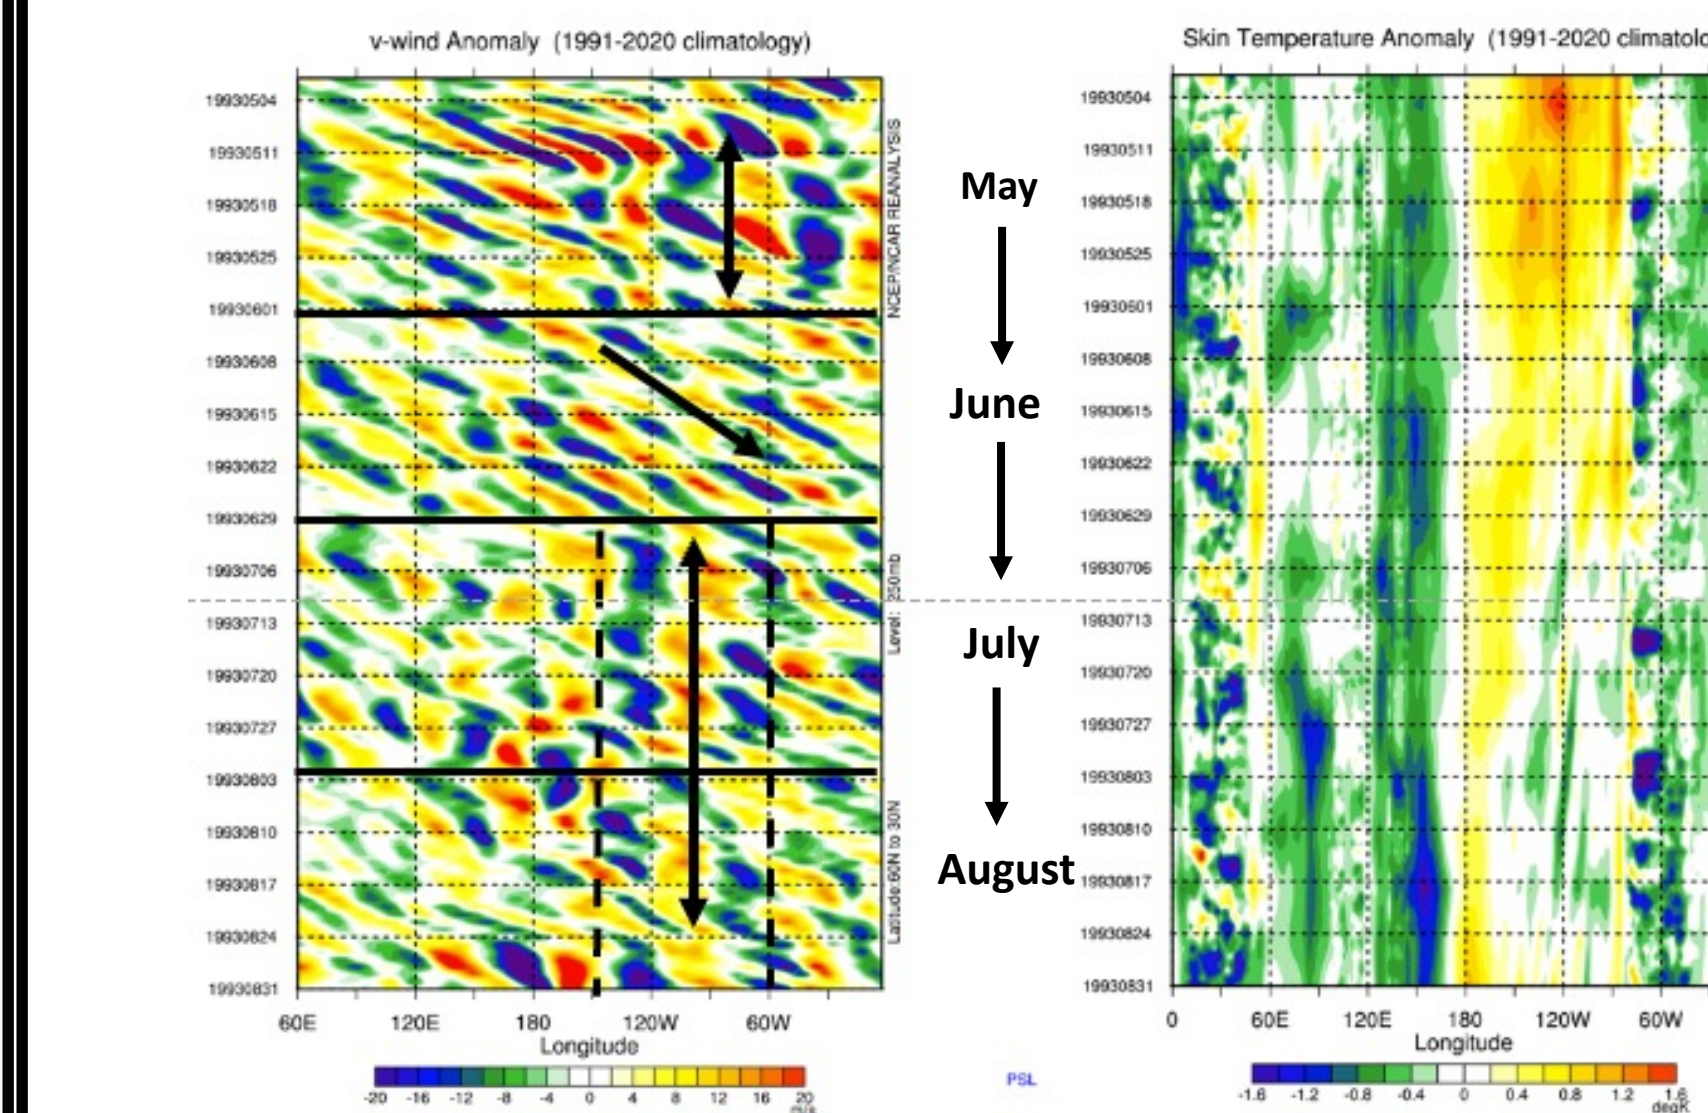 v-wind Anomaly (1991-2020 climatology)
19930504
19930511
19930518
19930525
19930601
19930608
19930615
19930622
19930629
19930706
19930713
19930720
19930727
19930803
19930810
19930817
19930824
19930831
60E 120E 180 120W 60W
Longitude
-20 -16 -12 -8 -4 0 4 8 12 16 20
m/s
NCEP/NCAR REANALYSIS
Level: 250mb
Latitude:60N to 30N
May
June
July
August
PSL
Skin Temperature Anomaly (1991-2020 climatolo
19930504
19930511
19930518
19930525
19930601
19930608
19930615
19930622
19930629
19930706
19930713
19930720
19930727
19930803
19930810
19930817
19930824
19930831
0 60E 120E 180 120W 60W
Longitude
-1.6 -1.2 -0.8 -0.4 0 0.4 0.8 1.2 1.6
degK